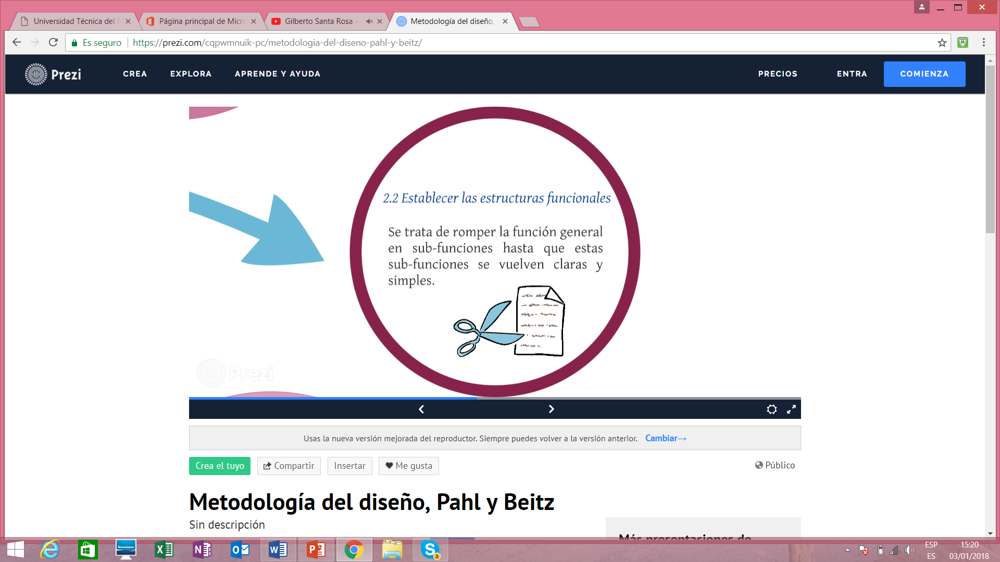 Universidad Técnica del
Página principal de Micro
Gilberto Santa Rosa -
Metodología del diseño,
Es seguro
https://prezi.com/cqpwmnuik-pc/metodologia-del-diseno-pahl-y-beitz/
Prezi
CREA
EXPLORA
APRENDE Y AYUDA
PRECIOS
ENTRA
COMIENZA
2.2 Establecer las estructuras funcionales
Se trata de romper la función general
en sub-funciones hasta que estas
sub-funciones se vuelven claras y
simples.
Prezi
Usas la nueva versión mejorada del reproductor. Siempre puedes volver a la versión anterior. Cambiar→
Crea el tuyo
Compartir
Insertar
Me gusta
Público
Metodología del diseño, Pahl y Beitz
Sin descripción
Más presentaciones de
ESP
ES
15:20
03/01/2018